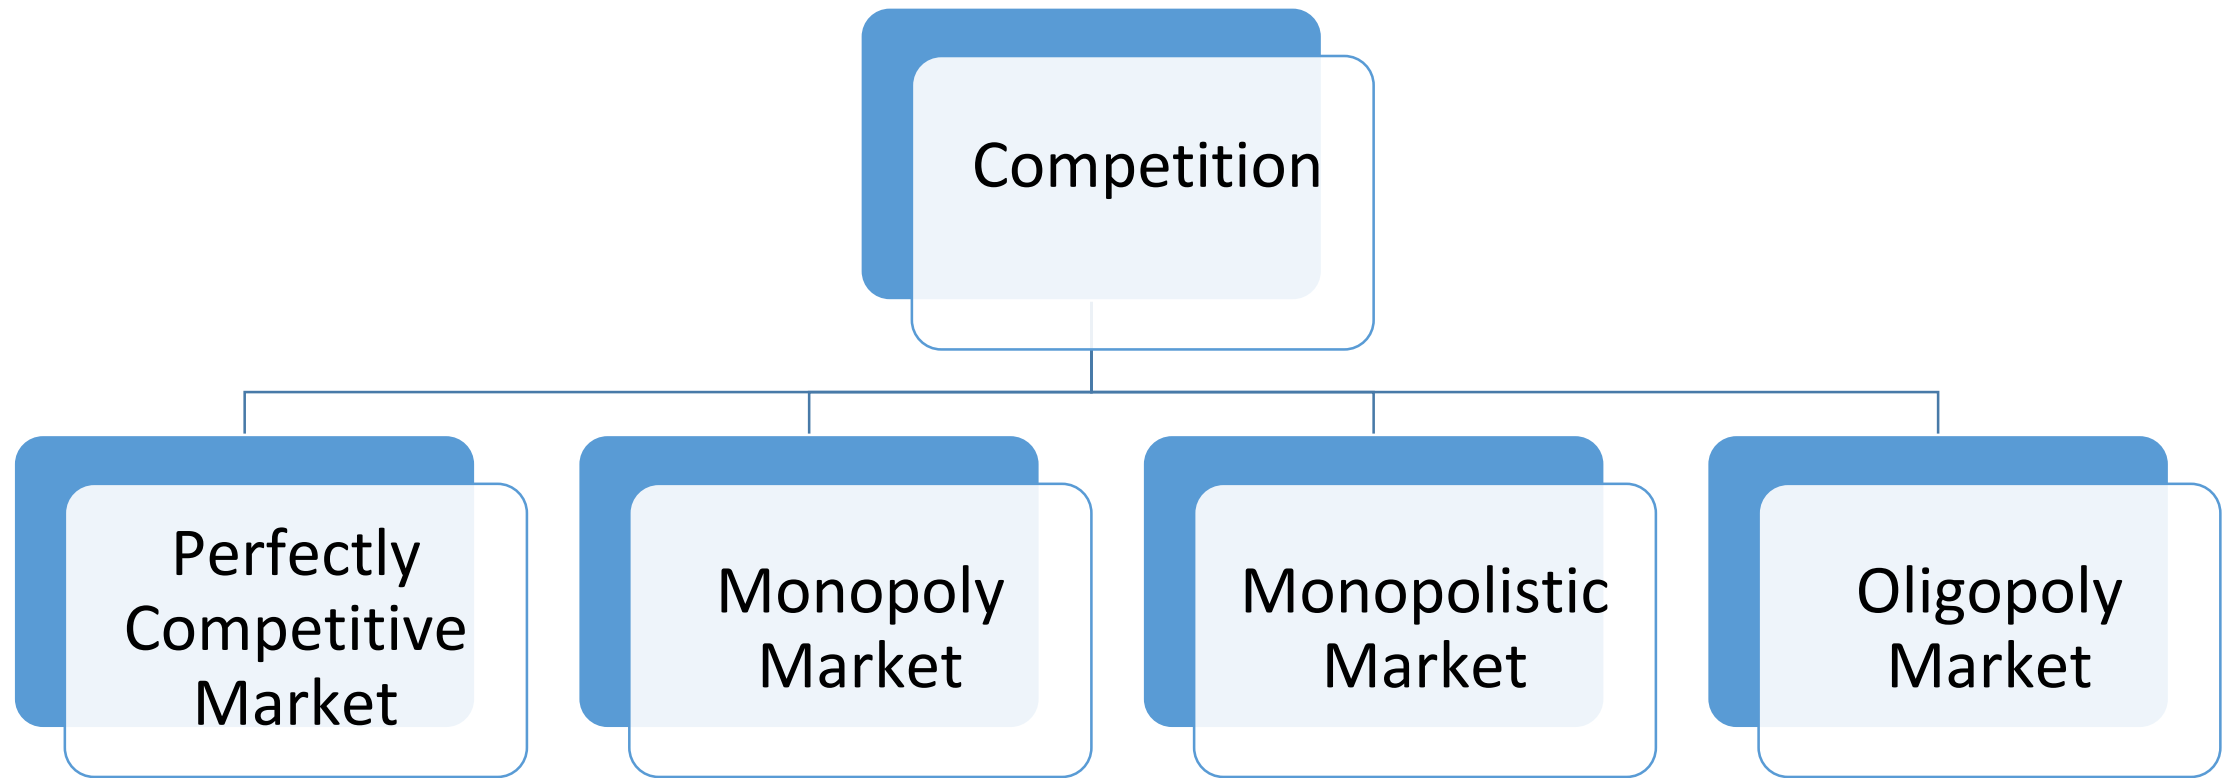 Competition
Perfectly
Competitive
Market
Monopoly
Market
Monopolistic
Market
Oligopoly
Market